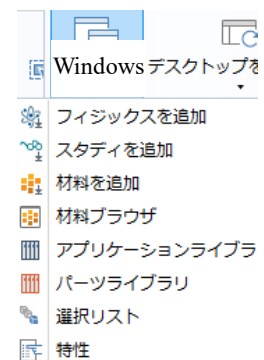 Windows デスクトップを
フィジックスを追加
スタディを追加
材料を追加
材料ブラウザ
アプリケーションライブラ
パーツライブラリ
選択リスト
特性